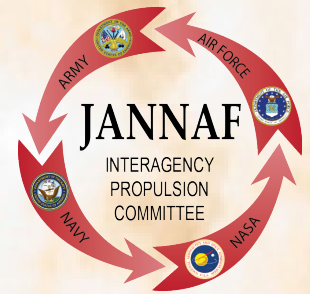 ARMY
AIR FORCE
JANNAF
INTERAGENCY
PROPULSION
COMMITTEE
NAVY
NASA